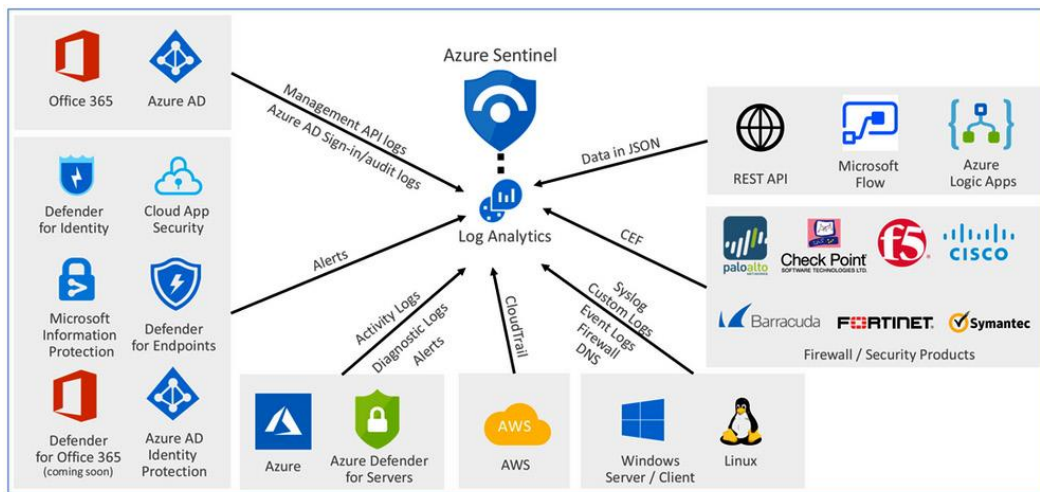 Office 365
Azure AD
Defender
for Identity
Cloud App
Security
Microsoft
Information
Protection
Defender
for Endpoints
Defender
for Office 365
(coming soon)
Azure AD
Identity
Protection
Azure Sentinel
Log Analytics
Management API logs
Azure AD Sign-in/audit logs
Alerts
Activity Logs
Diagnostic Logs
Alerts
CloudTrail
Syslog
Custom Logs
Event Logs
Firewall
DNS
CEF
Data in JSON
Azure
Azure Defender
for Servers
AWS
AWS
Windows
Server / Client
Linux
REST API
Microsoft
Flow
Azure
Logic Apps
paloalto
NETWORKS
Check Point
SOFTWARE TECHNOLOGIES LTD.
f5
CISCO
Barracuda
FORTINET
Symantec
Firewall / Security Products